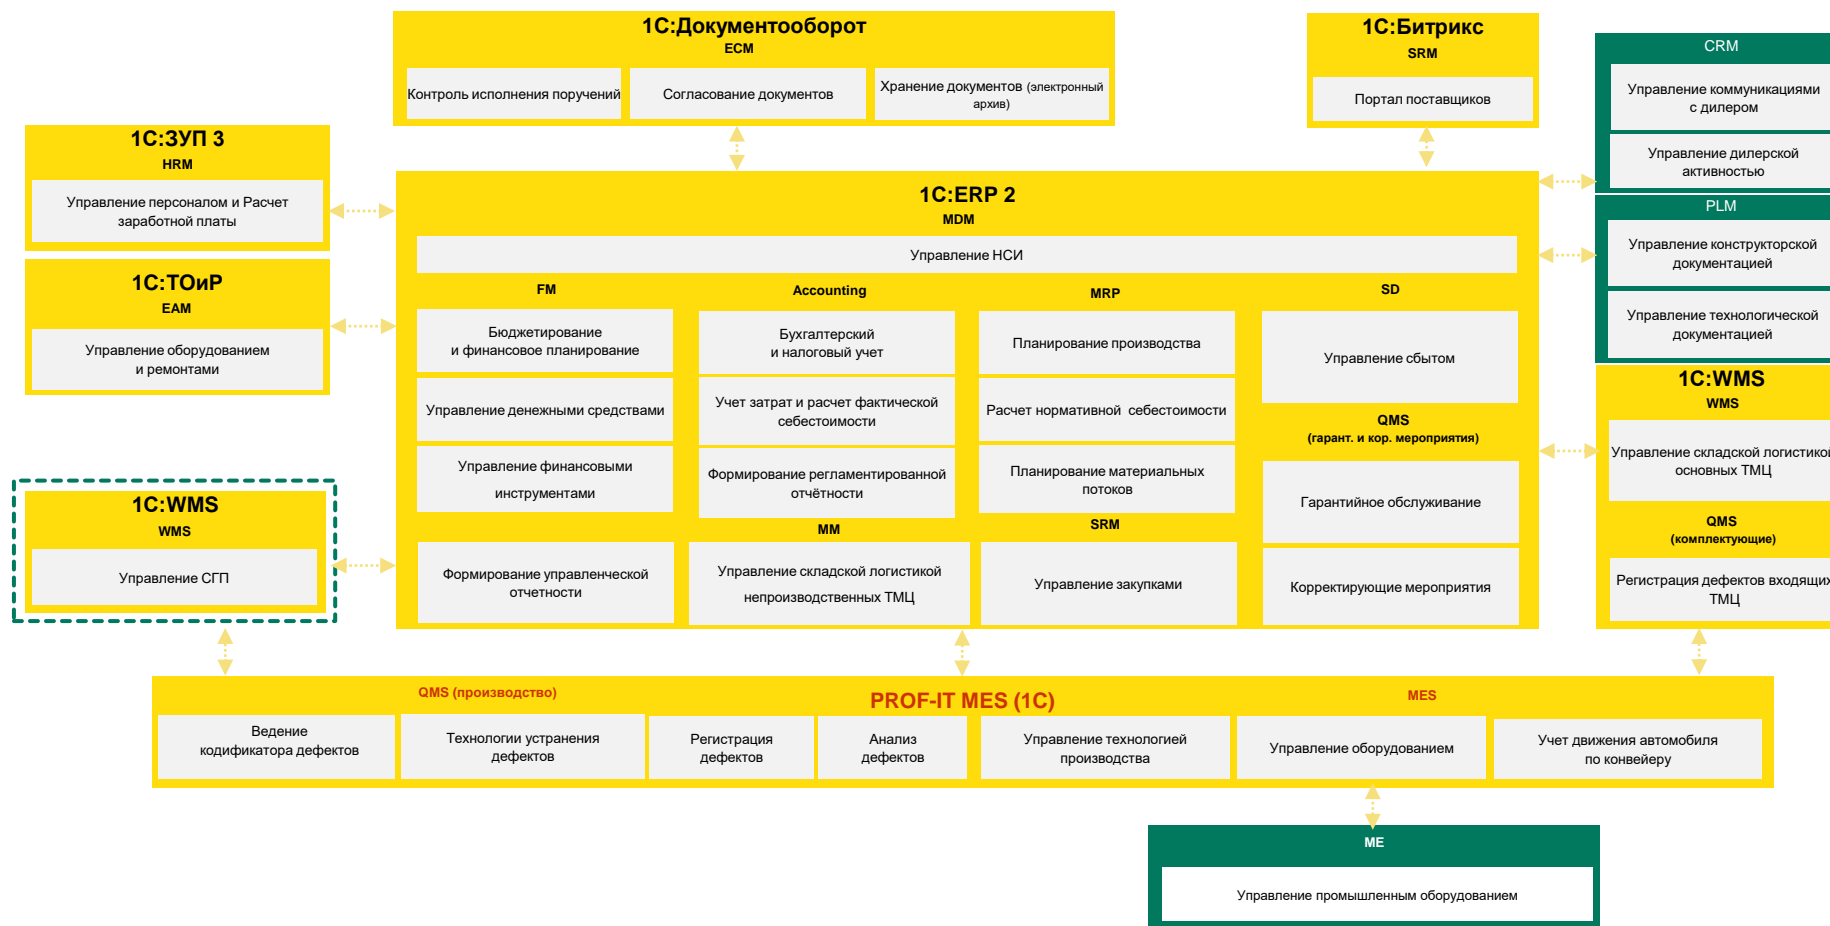 1С:Документооборот
ECM
Контроль исполнения поручений
Согласование документов
Хранение документов (электронный
архив)
1С:Битрикс
SRM
Портал поставщиков
CRM
Управление коммуникациями
с дилером
Управление дилерской
активностью
PLM
Управление конструкторской
документацией
Управление технологической
документацией
1С:ЗУП 3
HRM
Управление персоналом и Расчет
заработной платы
1С:ТОиР
EAM
Управление оборудованием
и ремонтами
1С:WMS
WMS
Управление СГП
1С:ERP 2
MDM
Управление НСИ
FM
Бюджетирование
и финансовое планирование
Управление денежными средствами
Управление финансовыми
инструментами
Формирование управленческой
отчетности
Accounting
Бухгалтерский
и налоговый учет
Учет затрат и расчет фактической
себестоимости
Формирование регламентированной
отчётности
MM
Управление складской логистикой
непроизводственных ТМЦ
MRP
Планирование производства
Расчет нормативной себестоимости
Планирование материальных
потоков
SRM
Управление закупками
SD
Управление сбытом
QMS
(гарант. и кор. мероприятия)
Гарантийное обслуживание
Корректирующие мероприятия
1С:WMS
WMS
Управление складской логистикой
основных ТМЦ
QMS
(комплектующие)
Регистрация дефектов входящих
ТМЦ
QMS (производство)
PROF-IT MES (1C)
MES
Ведение
кодификатора дефектов
Технологии устранения
дефектов
Регистрация
дефектов
Анализ
дефектов
Управление технологией
производства
Управление оборудованием
Учет движения автомобиля
по конвейеру
ME
Управление промышленным оборудованием